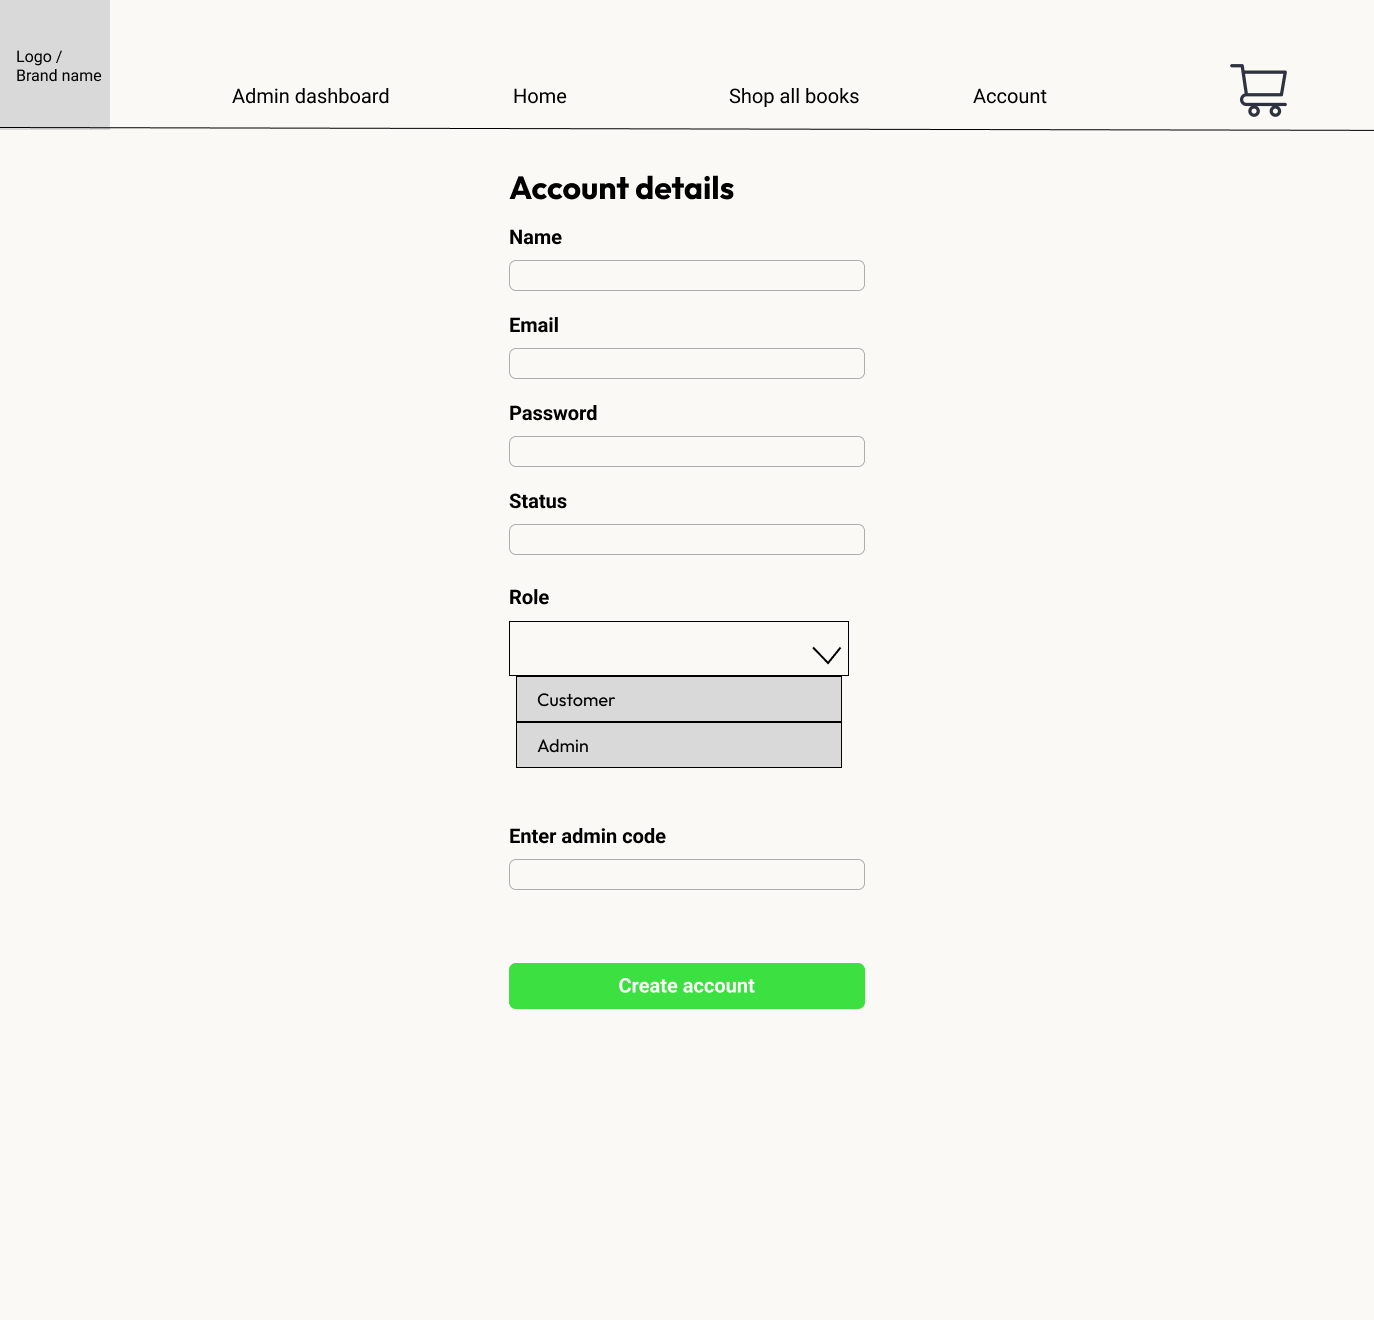 Logo /
Brand name
Admin dashboard
Home
Shop all books
Account
Account details
Name
Email
Password
Status
Role
Customer
Admin
Enter admin code
Create account